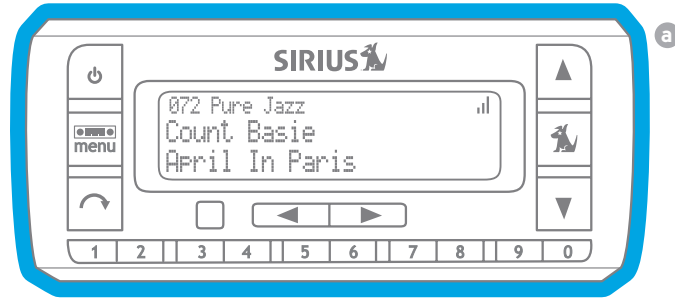 a
SIRIUS
072 Pure Jazz
Count Basie
April In Paris
menu
1 2 3 4 5 6 7 8 9 0